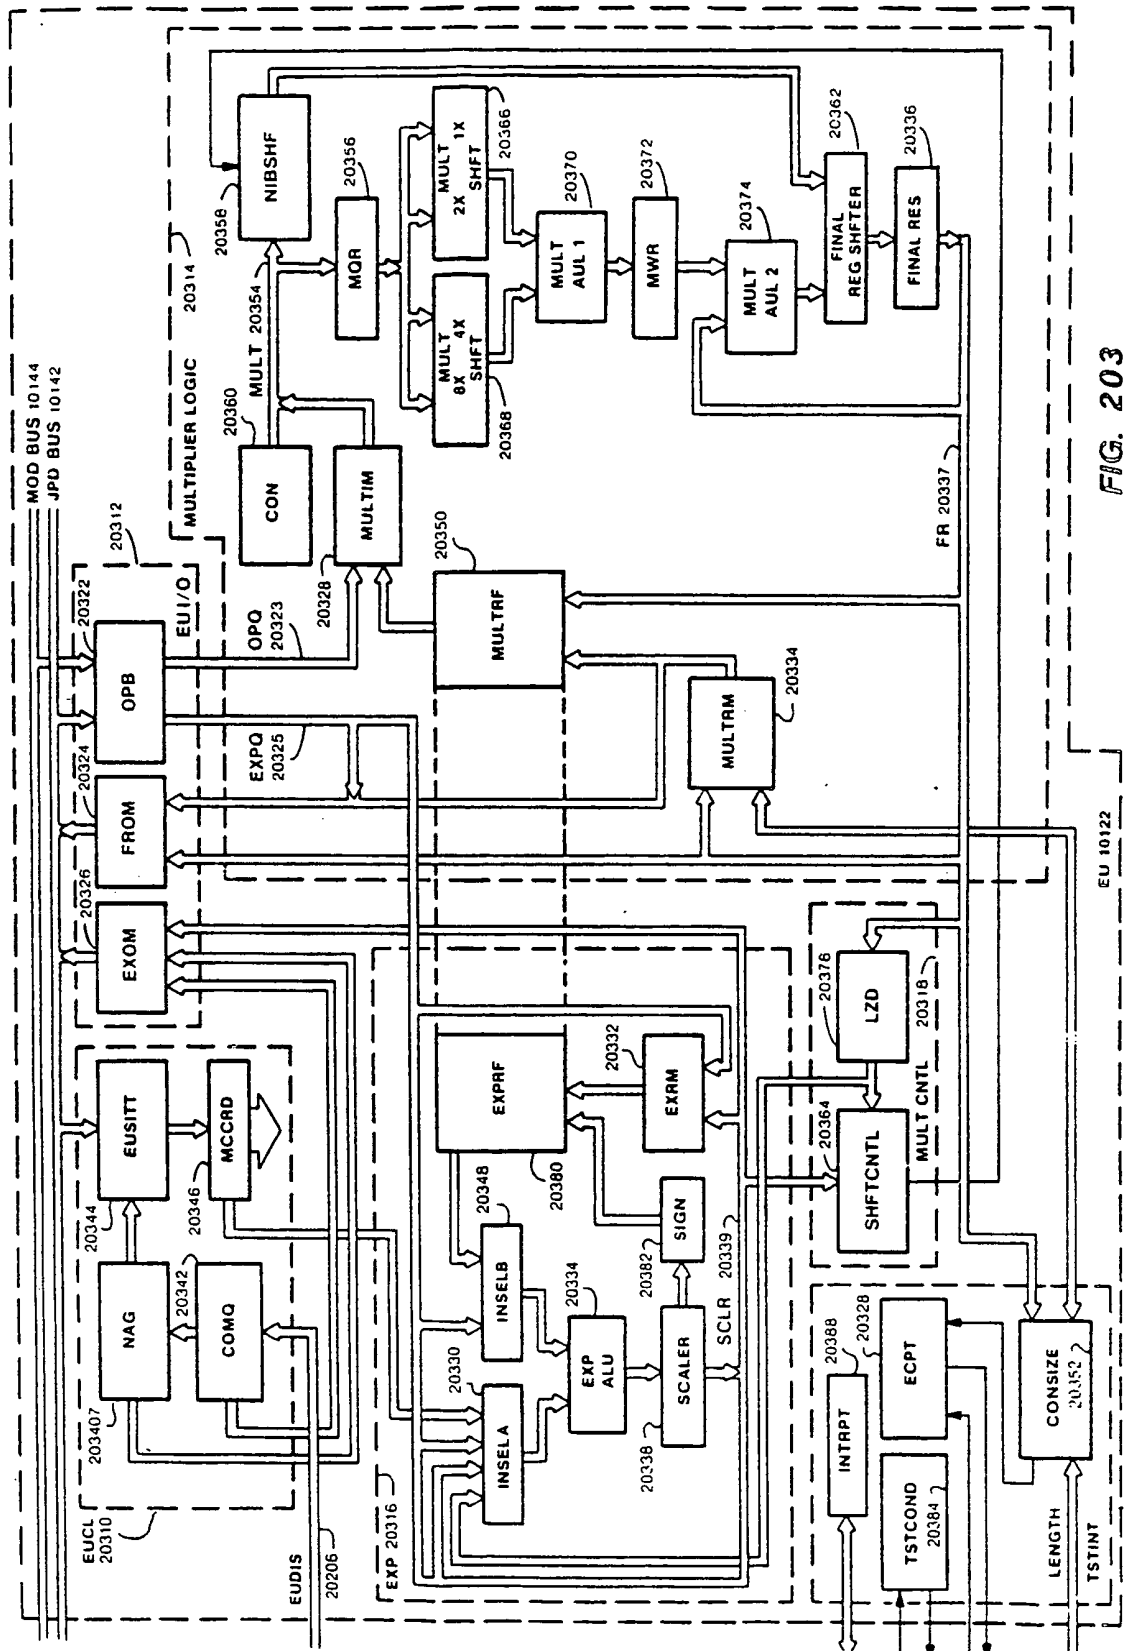 MOD BUS 10144
JPD BUS 10142
EUCL
20310
20407
NAG
20344
EUSITT
20342
COMQ
20346
MCCRD
EUDIS
20206
20326
EXOM
20324
FROM
20322
OPB
20312
EUI/O
EXPQ
20325
OPQ
20323
MULTIPLIER LOGIC
20314
20360
CON
MULT 20354
20358
NIBSHF
20328
MULTIM
20356
MQR
20368
MULT 4X
8X SHFT
MULT 1X
2X SHFT
20366
MULT
AUL 1
20370
MWR
20372
MULT
AUL 2
20374
FINAL
REG SHFTER
20362
FINAL RES
20336
FR 20337
MULTRF
20350
MULTRM
20334
EXP 20316
20330
INSELA
20348
INSELB
20380
EXPRF
20332
EXRM
EXP
ALU
20334
20338
SCALER
20382
SIGN
SCLR 20339
20364
SHFTCNTL
20376
LZD
MULT CNTL
20318
INTRPT
20388
TSTCOND
20384
ECPT
20328
CONSIZE
20352
LENGTH
TSTINT
EU 10122
FIG. 203